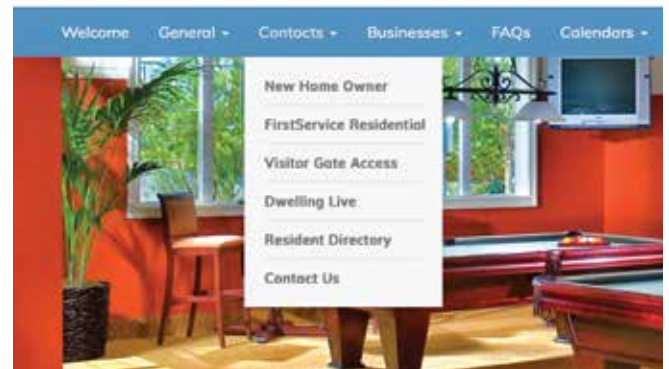 Welcome General Contacts Businesses FAQs Calendars
New Home Owner
FirstService Residential
Visitor Gate Access
Dwelling Live
Resident Directory
Contact Us